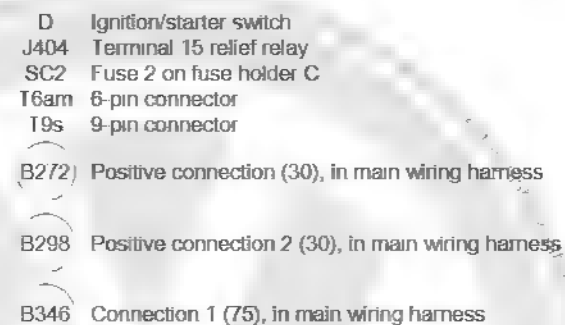 D Ignition/starter switch
J404 Terminal 15 relief relay
SC2 Fuse 2 on fuse holder C
T6am 6-pin connector
T9s 9-pin connector
B272 Positive connection (30), in main wiring harness
B298 Positive connection 2 (30), in main wiring harness
B346 Connection 1 (75), in main wiring harness